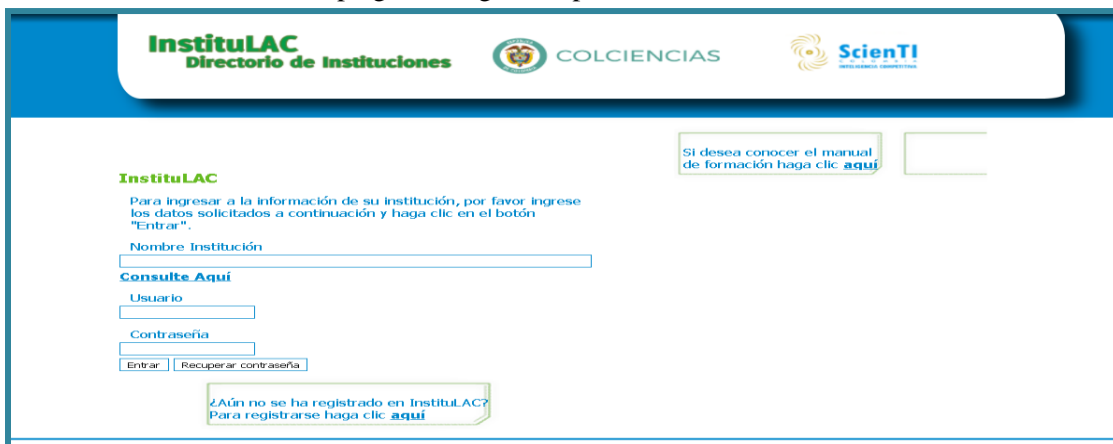 InstituLAC
Directorio de Instituciones
COLCIENCIAS
ScienTI
Si desea conocer el manual
de formación haga clic aquí
InstituLAC
Para ingresar a la información de su institución, por favor ingrese
los datos solicitados a continuación y haga clic en el botón
"Entrar".
Nombre Institución
Consulte Aquí
Usuario
Contraseña
Entrar Recuperar contraseña
¿Aún no se ha registrado en InstituLAC?
Para registrarse haga clic aquí